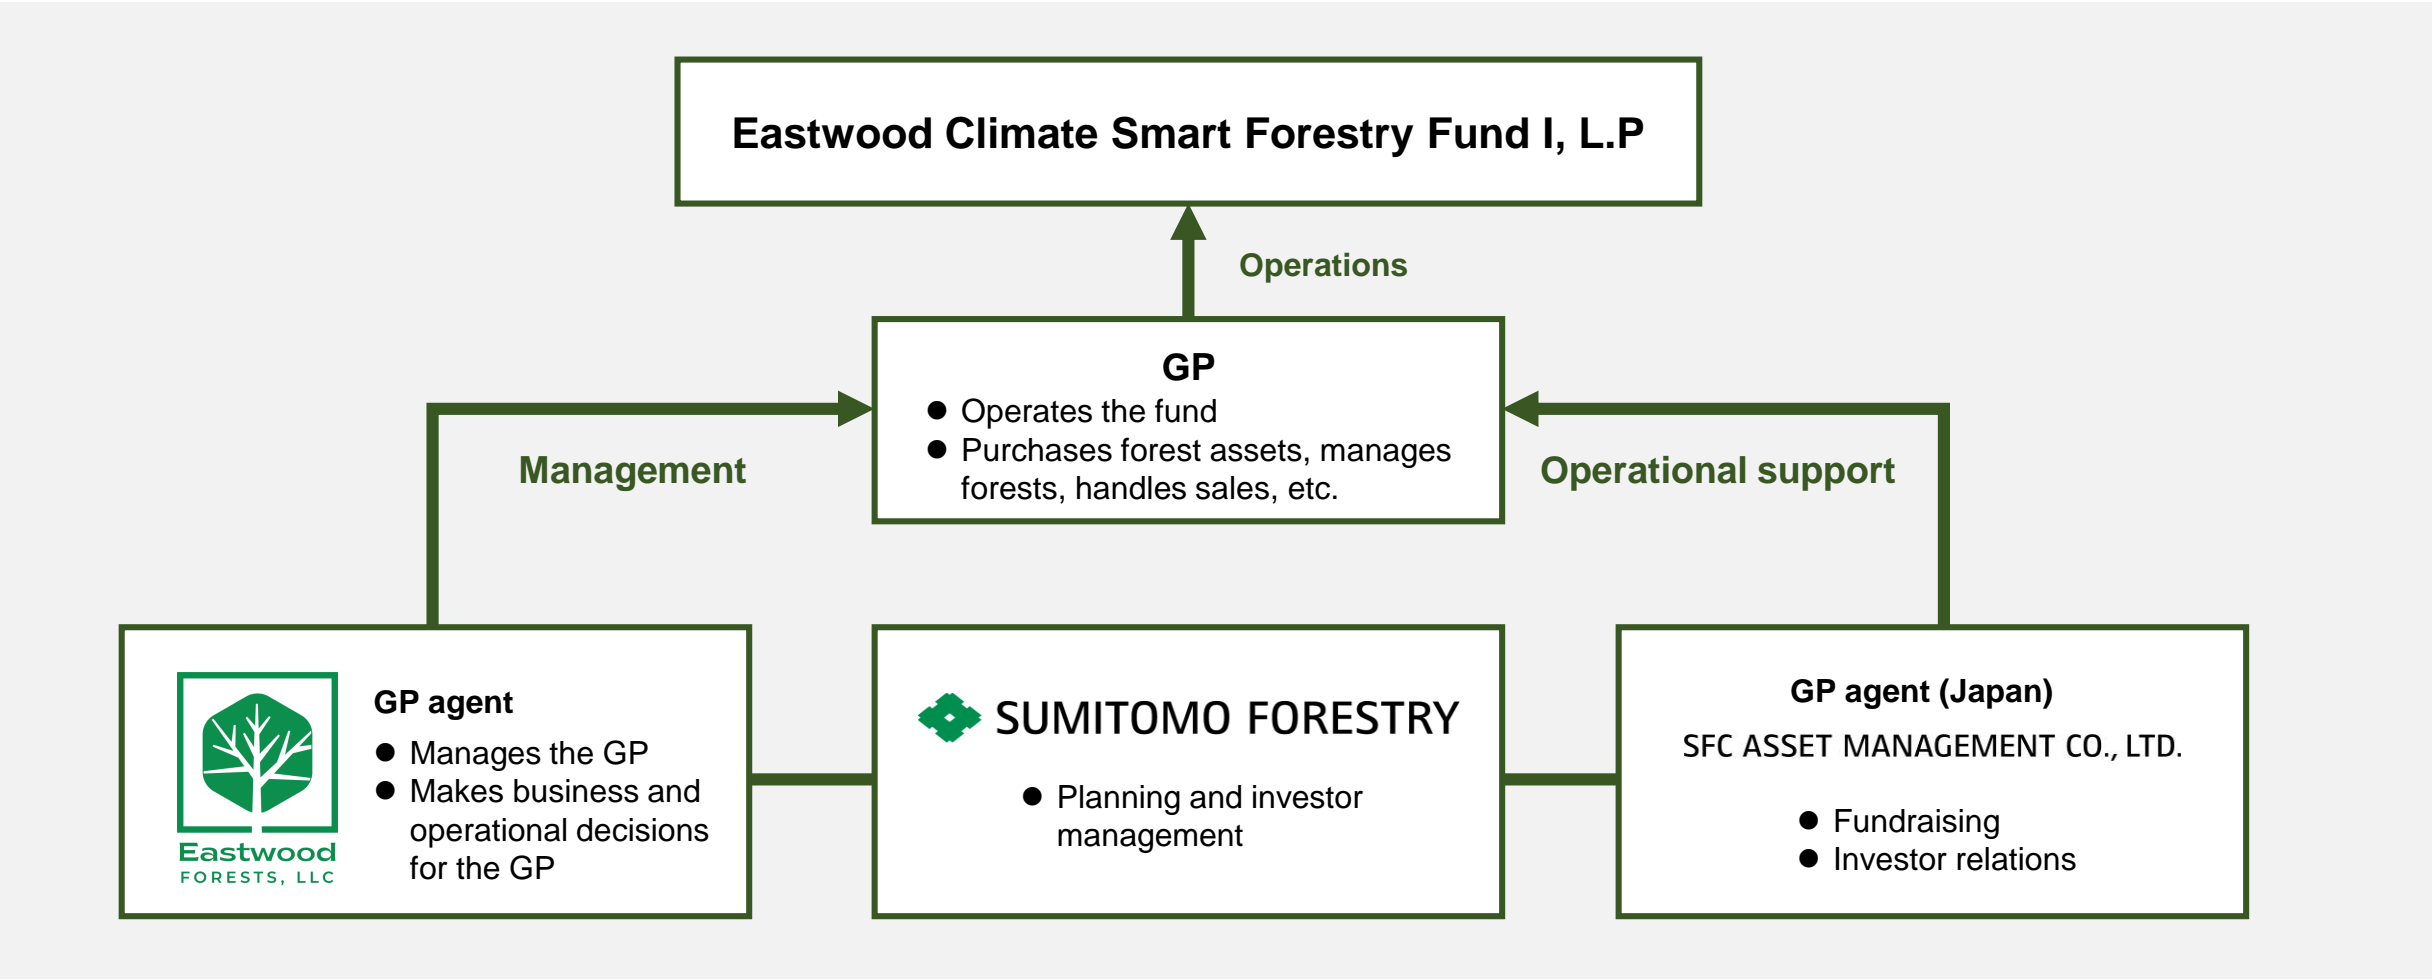 Eastwood Climate Smart Forestry Fund I, L.P
Operations
GP
● Operates the fund
● Purchases forest assets, manages
forests, handles sales, etc.
Management
Operational support
Eastwood
FORESTS, LLC
GP agent
● Manages the GP
● Makes business and
operational decisions
for the GP
SUMITOMO FORESTRY
● Planning and investor
management
GP agent (Japan)
SFC ASSET MANAGEMENT CO., LTD.
● Fundraising
● Investor relations